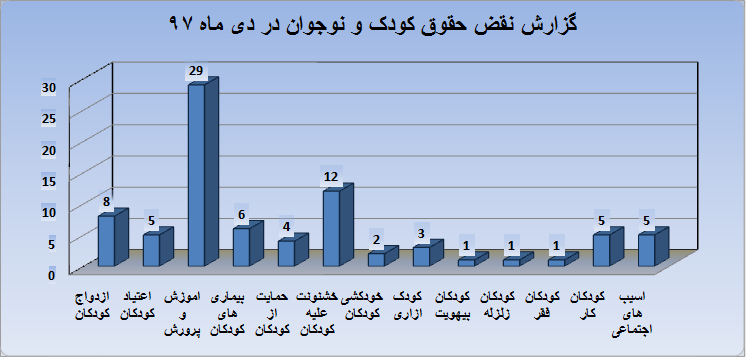 گزارش نقض حقوق کودک و نوجوان در دی ماه ۹۷
30
25
20
15
10
5
0
8
5
29
6
4
12
2
3
1
1
1
5
5
ازدواج
کودکان
اعتیاد
کودکان
اموزش
و
پرورش
بیماری
های
کودکان
حمایت
از
کودکان
خشنونت
علیه
کودکان
خودکشی
کودکان
کودک
ازاری
کودکان
بیهویت
کودکان
زلزله
کودکان
فقر
کودکان
کار
اسیب
های
اجتماعی